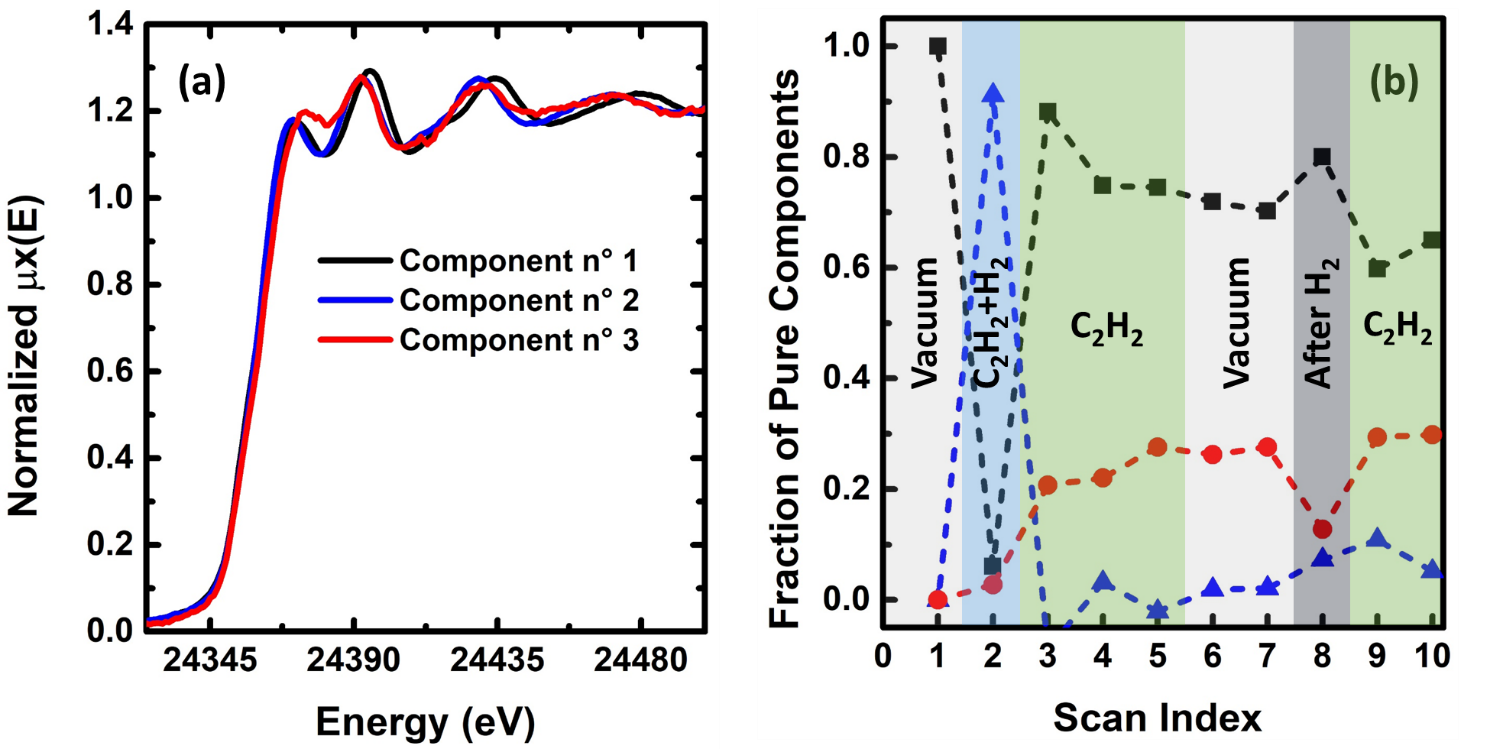 (a)
1.4
1.2
1.0
0.8
0.6
0.4
0.2
0.0
Normalized μx(E)
Component n° 1
Component n° 2
Component n° 3
24345 24390 24435 24480
Energy (eV)
(b)
1.0
0.8
0.6
0.4
0.2
0.0
Fraction of Pure Components
Vacuum
C₂H₂+H₂
C₂H₂
Vacuum
After H₂
C₂H₂
0 1 2 3 4 5 6 7 8 9 10
Scan Index